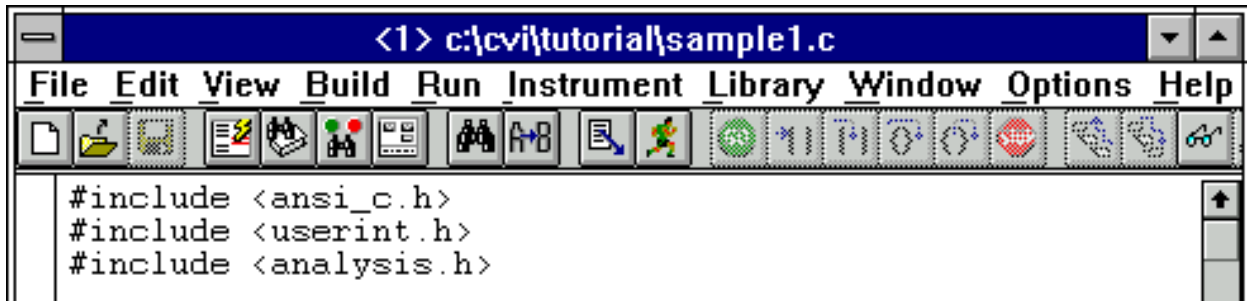 <1> c:\cvi\tutorial\sample1.c
File Edit View Build Run Instrument Library Window Options Help
A+B
#include <ansi_c.h>
#include <userint.h>
#include <analysis.h>